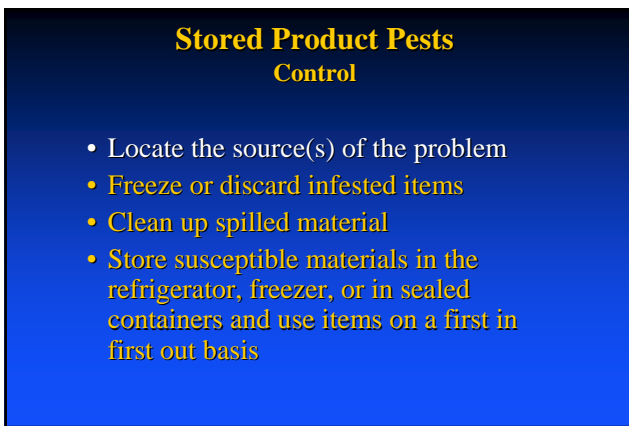 Stored Product Pests
Control
• Locate the source(s) of the problem
• Freeze or discard infested items
• Clean up spilled material
• Store susceptible materials in the
refrigerator, freezer, or in sealed
containers and use items on a first in
first out basis